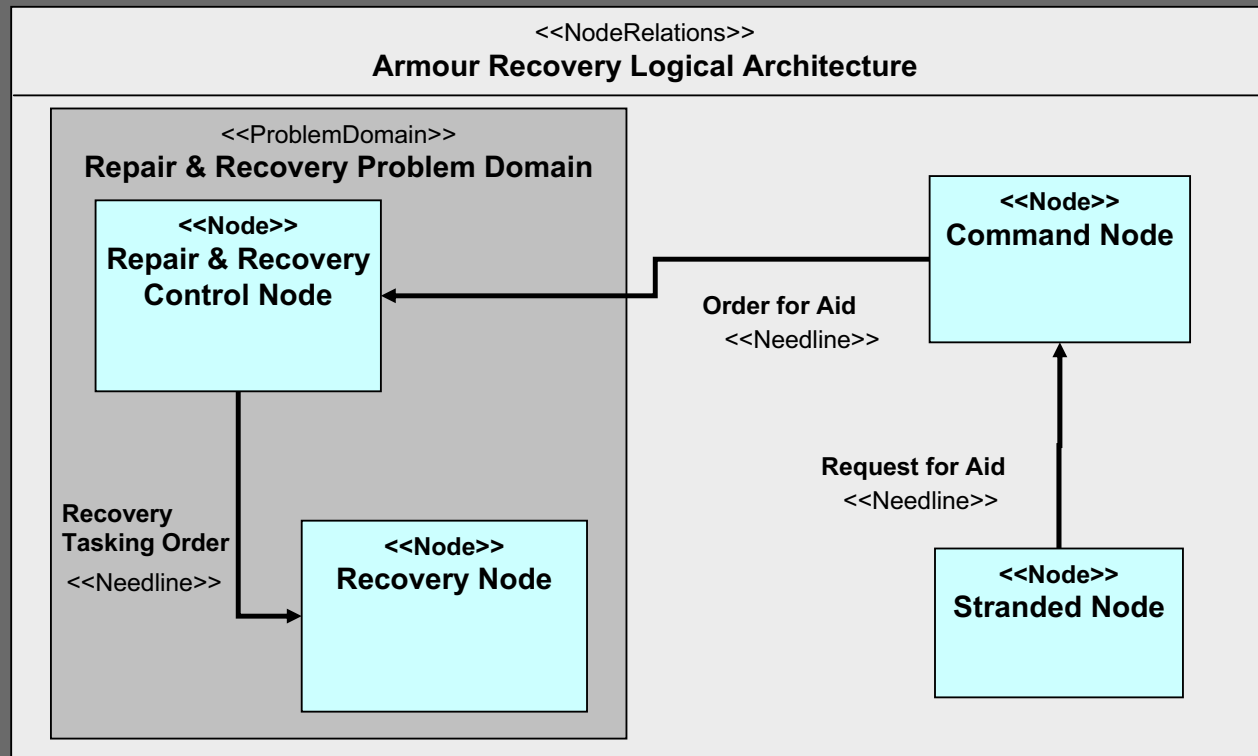 <<NodeRelations>>
Armour Recovery Logical Architecture
<<ProblemDomain>>
Repair & Recovery Problem Domain
<<Node>>
Repair & Recovery
Control Node
<<Node>>
Command Node
Order for Aid
<<Needline>>
Request for Aid
<<Needline>>
Recovery
Tasking Order
<<Needline>>
<<Node>>
Recovery Node
<<Node>>
Stranded Node